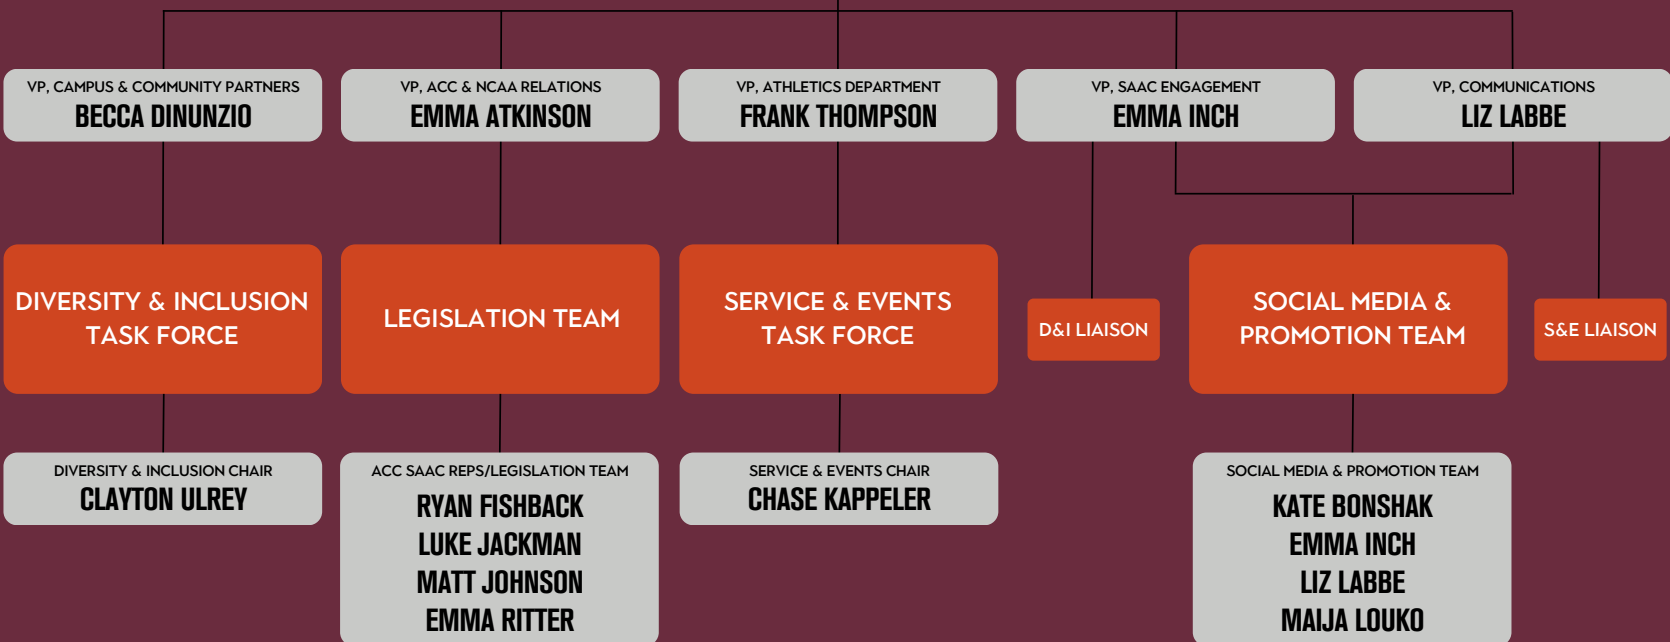 VP, CAMPUS & COMMUNITY PARTNERS
BECCA DINUNZIO
VP, ACC & NCAA RELATIONS
EMMA ATKINSON
VP, ATHLETICS DEPARTMENT
FRANK THOMPSON
VP, SAAC ENGAGEMENT
EMMA INCH
VP, COMMUNICATIONS
LIZ LABBE
DIVERSITY & INCLUSION
TASK FORCE
LEGISLATION TEAM
SERVICE & EVENTS
TASK FORCE
D&I LIAISON
SOCIAL MEDIA &
PROMOTION TEAM
S&E LIAISON
DIVERSITY & INCLUSION CHAIR
CLAYTON ULREY
ACC SAAC REPS/LEGISLATION TEAM
RYAN FISHBACK
LUKE JACKMAN
MATT JOHNSON
EMMA RITTER
SERVICE & EVENTS CHAIR
CHASE KAPPELER
SOCIAL MEDIA & PROMOTION TEAM
KATE BONSHAK
EMMA INCH
LIZ LABBE
MAIJA LOUKO